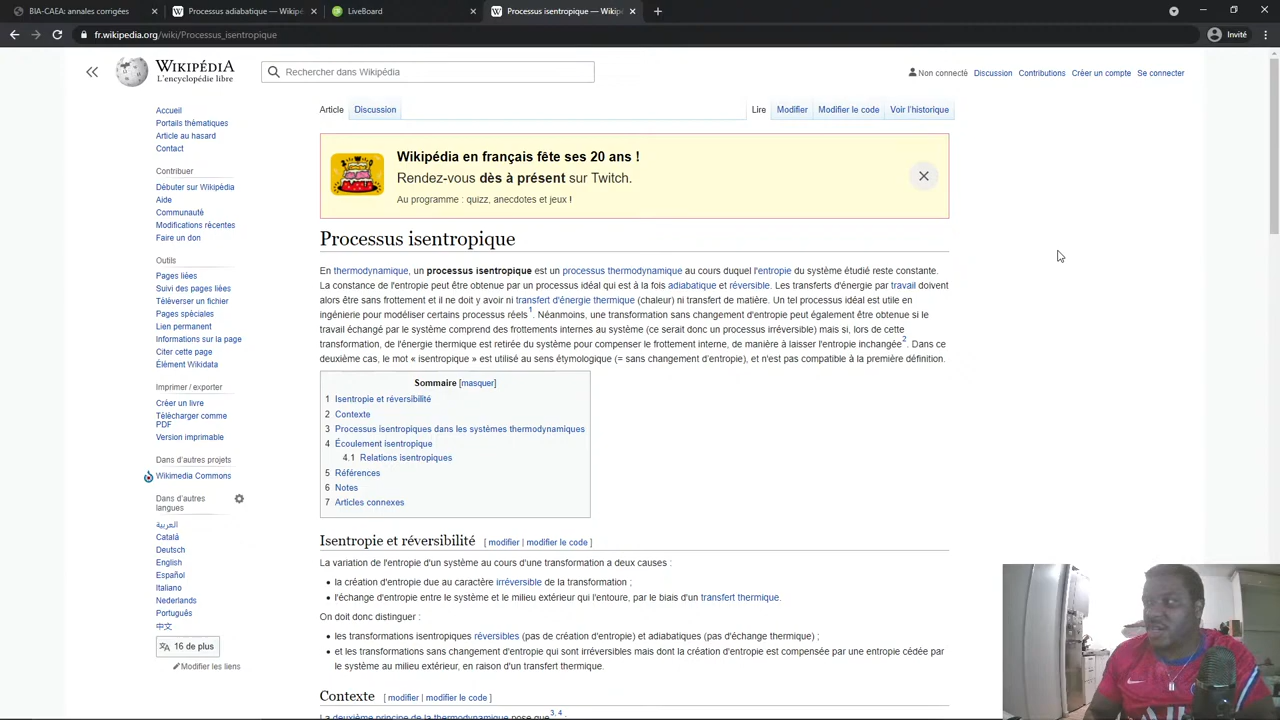 BIA-CAEA: annales corrigées
Processus adiabatique — Wikipé
LiveBoard
Processus isentropique — Wikip
fr.wikipedia.org/wiki/Processus_isentropique
Invité
WIKIPÉDIA
L'encyclopédie libre
Rechercher dans Wikipédia
Non connecté Discussion Contributions Créer un compte Se connecter
Article Discussion
Lire Modifier Modifier le code Voir l'historique
Accueil
Portails thématiques
Article au hasard
Contact
Contribuer
Débuter sur Wikipédia
Aide
Communauté
Modifications récentes
Faire un don
Outils
Pages liées
Suivi des pages liées
Téléverser un fichier
Pages spéciales
Lien permanent
Informations sur la page
Citer cette page
Élément Wikidata
Imprimer / exporter
Créer un livre
Télécharger comme
PDF
Version imprimable
Dans d'autres projets
Wikimedia Commons
Dans d'autres
langues
العربية
Català
Deutsch
English
Español
Italiano
Nederlands
Português
中文
16 de plus
Modifier les liens
Wikipédia en français fête ses 20 ans !
Rendez-vous dès à présent sur Twitch.
Au programme : quizz, anecdotes et jeux !
Processus isentropique
En thermodynamique, un processus isentropique est un processus thermodynamique au cours duquel l'entropie du système étudié reste constante.
La constance de l'entropie peut être obtenue par un processus idéal qui est à la fois adiabatique et réversible. Les transferts d'énergie par travail doivent
alors être sans frottement et il ne doit y avoir ni transfert d'énergie thermique (chaleur) ni transfert de matière. Un tel processus idéal est utile en
ingénierie pour modéliser certains processus réels1. Néanmoins, une transformation sans changement d'entropie peut également être obtenue si le
travail échangé par le système comprend des frottements internes au système (ce serait donc un processus irréversible) mais si, lors de cette
transformation, de l'énergie thermique est retirée du système pour compenser le frottement interne, de manière à laisser l'entropie inchangée2. Dans ce
deuxième cas, le mot « isentropique » est utilisé au sens étymologique (= sans changement d'entropie), et n'est pas compatible à la première définition.
Sommaire [masquer]
1 Isentropie et réversibilité
2 Contexte
3 Processus isentropiques dans les systèmes thermodynamiques
4 Écoulement isentropique
4.1 Relations isentropiques
5 Références
6 Notes
7 Articles connexes
Isentropie et réversibilité [ modifier | modifier le code ]
La variation de l'entropie d'un système au cours d'une transformation a deux causes :
• la création d'entropie due au caractère irréversible de la transformation ;
• l'échange d'entropie entre le système et le milieu extérieur qui l'entoure, par le biais d'un transfert thermique.
On doit donc distinguer :
• les transformations isentropiques réversibles (pas de création d'entropie) et adiabatiques (pas d'échange thermique) ;
• et les transformations sans changement d'entropie qui sont irréversibles mais dont la création d'entropie est compensée par une entropie cédée par
le système au milieu extérieur, en raison d'un transfert thermique.
Contexte [ modifier | modifier le code ]
La deuxième principe de la thermodynamique pose que3, 4 :